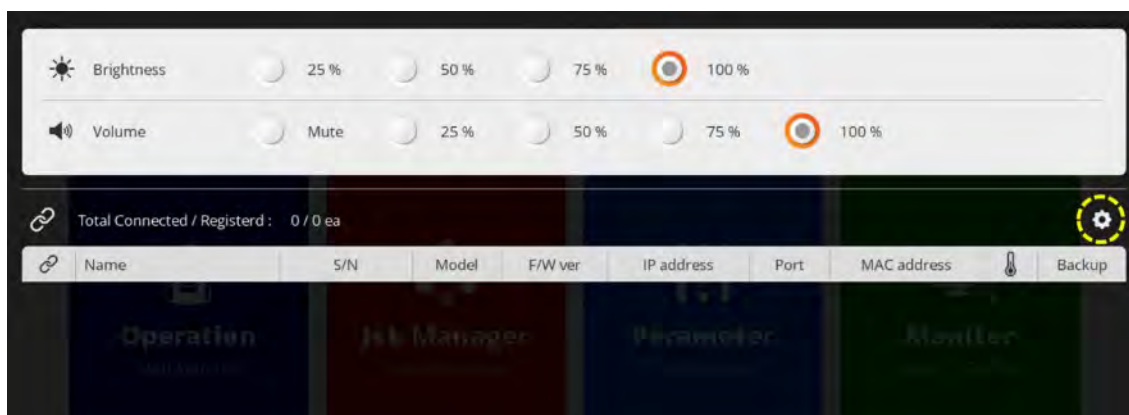 Brightness 25 % 50 % 75 % 100 %
Volume Mute 25 % 50 % 75 % 100 %
Total Connected / Registerd : 0 / 0 ea
Name S/N Model F/W ver IP address Port MAC address Backup
Operation Job Manager Parameter Monitor